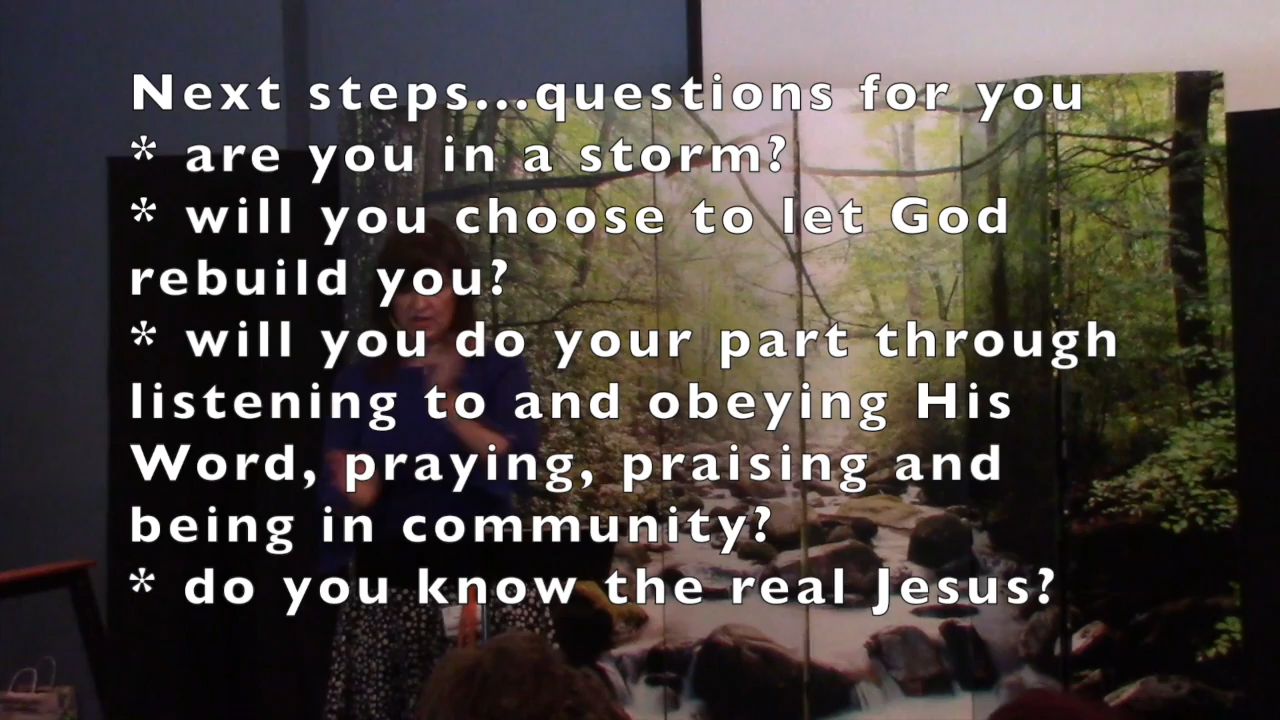 Next steps...questions for you
* are you in a storm?
* will you choose to let God
rebuild you?
* will you do your part through
listening to and obeying His
Word, praying, praising and
being in community?
* do you know the real Jesus?